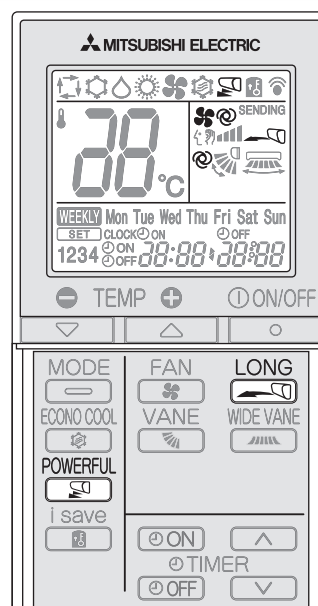 MITSUBISHI ELECTRIC
SENDING
88°C
WEEKLY Mon Tue Wed Thu Fri Sat Sun
SET CLOCK ON OFF
1234 ON OFF 88:88 88:88
TEMP ON/OFF
MODE FAN LONG
ECONO COOL VANE WIDE VANE
POWERFUL
i save
ON
TIMER
OFF